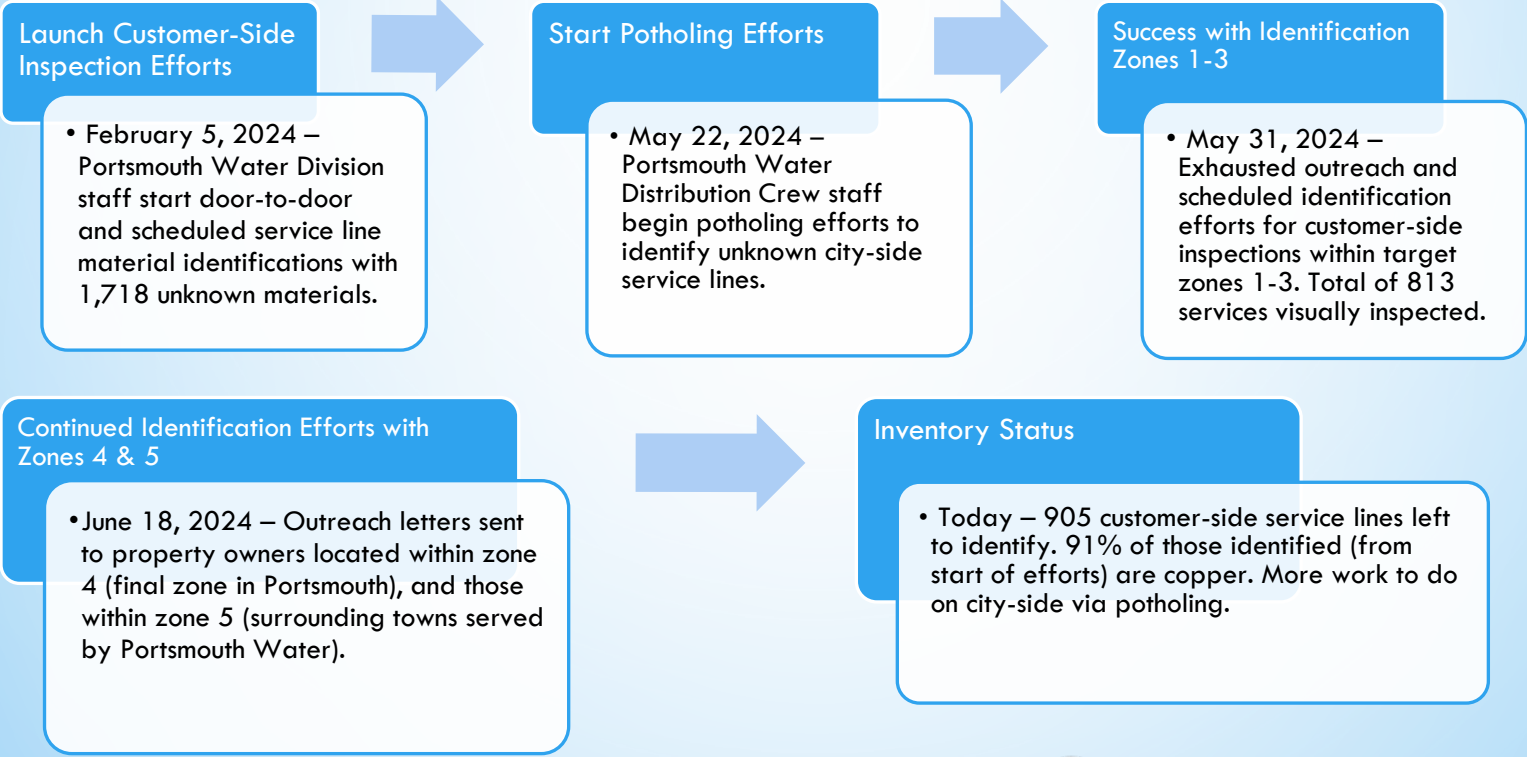 Launch Customer-Side
Inspection Efforts
• February 5, 2024 –
Portsmouth Water Division
staff start door-to-door
and scheduled service line
material identifications with
1,718 unknown materials.
Start Potholing Efforts
• May 22, 2024 –
Portsmouth Water
Distribution Crew staff
begin potholing efforts to
identify unknown city-side
service lines.
Success with Identification
Zones 1-3
• May 31, 2024 –
Exhausted outreach and
scheduled identification
efforts for customer-side
inspections within target
zones 1-3. Total of 813
services visually inspected.
Continued Identification Efforts with
Zones 4 & 5
•June 18, 2024 – Outreach letters sent
to property owners located within zone
4 (final zone in Portsmouth), and those
within zone 5 (surrounding towns served
by Portsmouth Water).
Inventory Status
• Today – 905 customer-side service lines left
to identify. 91% of those identified (from
start of efforts) are copper. More work to do
on city-side via potholing.